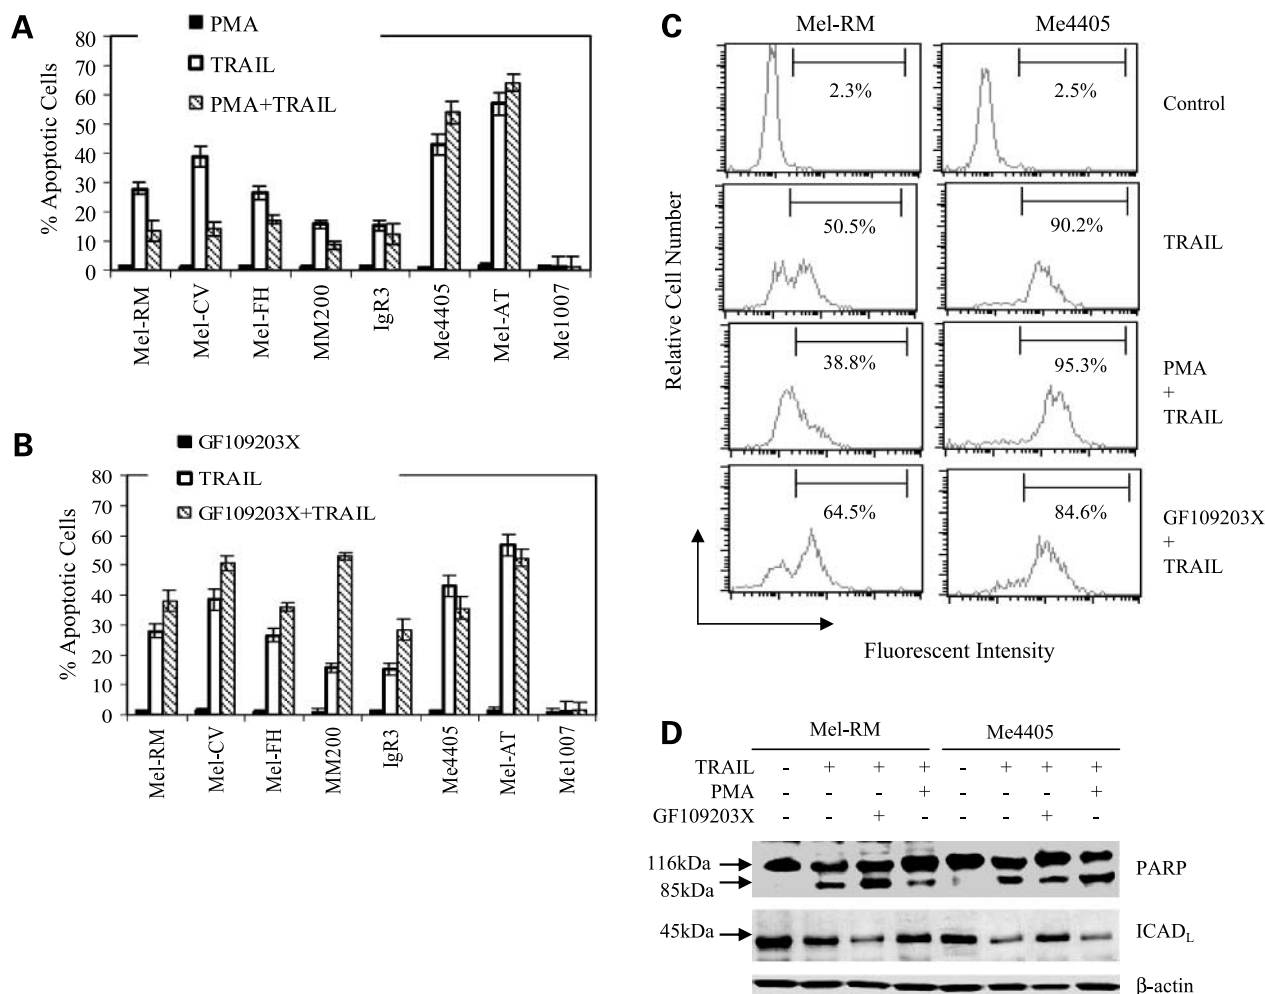 A
PMA
TRAIL
PMA+TRAIL
% Apoptotic Cells
80
70
60
50
40
30
20
10
0
Mel-RM
Mel-CV
Mel-FH
MM200
IgR3
Me4405
Mel-AT
Me1007
B
GF109203X
TRAIL
GF109203X+TRAIL
% Apoptotic Cells
80
70
60
50
40
30
20
10
0
Mel-RM
Mel-CV
Mel-FH
MM200
IgR3
Me4405
Mel-AT
Me1007
C
Mel-RM Me4405
2.3% 2.5% Control
50.5% 90.2% TRAIL
38.8% 95.3% PMA
+
TRAIL
64.5% 84.6% GF109203X
+
TRAIL
Relative Cell Number
Fluorescent Intensity
D
Mel-RM Me4405
TRAIL - + + + - + + +
PMA - - - + - - - +
GF109203X - - + - - - + -
116kDa PARP
85kDa
45kDa ICADL
β-actin